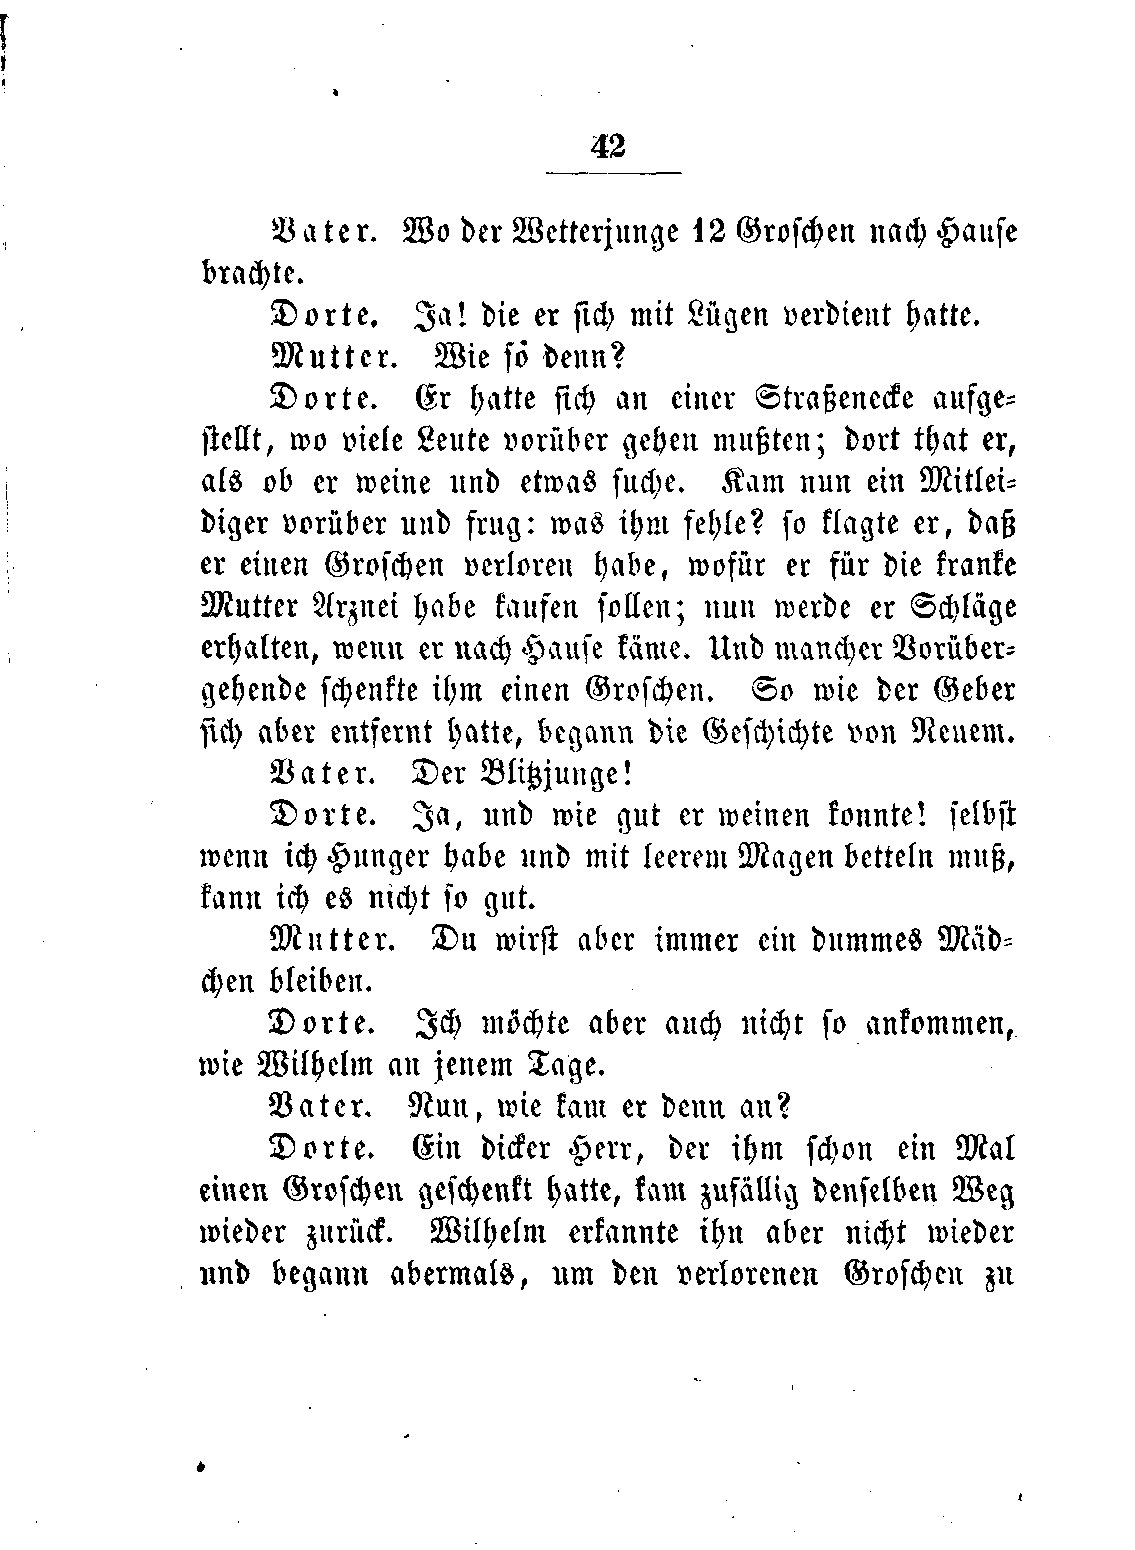 42
Vater. Wo der Wetterjunge 12 Groschen nach Hause
brachte.
Dorte. Ja! die er sich mit Lügen verdient hatte.
Mutter. Wie so denn?
Dorte. Er hatte sich an einer Straßenecke aufge-
stellt, wo viele Leute vorüber gehen mußten; dort that er,
als ob er weine und etwas suche. Kam nun ein Mitlei-
diger vorüber und frug: was ihm fehle? so klagte er, daß
er einen Groschen verloren habe, wofür er für die kranke
Mutter Arznei habe kaufen sollen; nun werde er Schläge
erhalten, wenn er nach Hause käme. Und mancher Vorüber-
gehende schenkte ihm einen Groschen. So wie der Geber
sich aber entfernt hatte, begann die Geschichte von Neuem.
Vater. Der Blitzjunge!
Dorte. Ja, und wie gut er weinen konnte! selbst
wenn ich Hunger habe und mit leerem Magen betteln muß,
kann ich es nicht so gut.
Mutter. Du wirst aber immer ein dummes Mäd-
chen bleiben.
Dorte. Ich möchte aber auch nicht so ankommen,
wie Wilhelm an jenem Tage.
Vater. Nun, wie kam er denn an?
Dorte. Ein dicker Herr, der ihm schon ein Mal
einen Groschen geschenkt hatte, kam zufällig denselben Weg
wieder zurück. Wilhelm erkannte ihn aber nicht wieder
und begann abermals, um den verlorenen Groschen zu